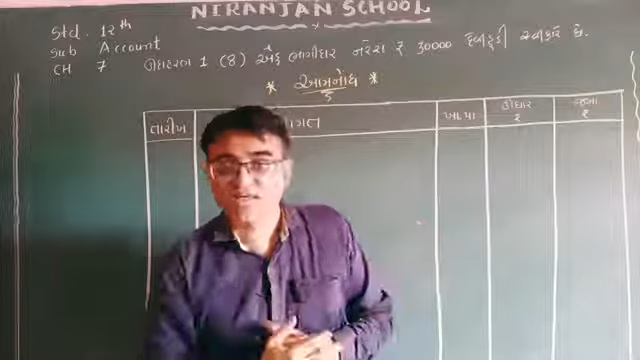 NIRANJAN SCHOOL
Std. 12th
Sub Account
CH 7 ઉદાહરણ 1 (8) એક ભાગીદાર નરેશ ₹ 30000 દેવીહૂંડી સ્વીકારે છે.
* આમનોંધ *
તારીખ ગત ખા.પા ઉધાર ₹ જમા ₹